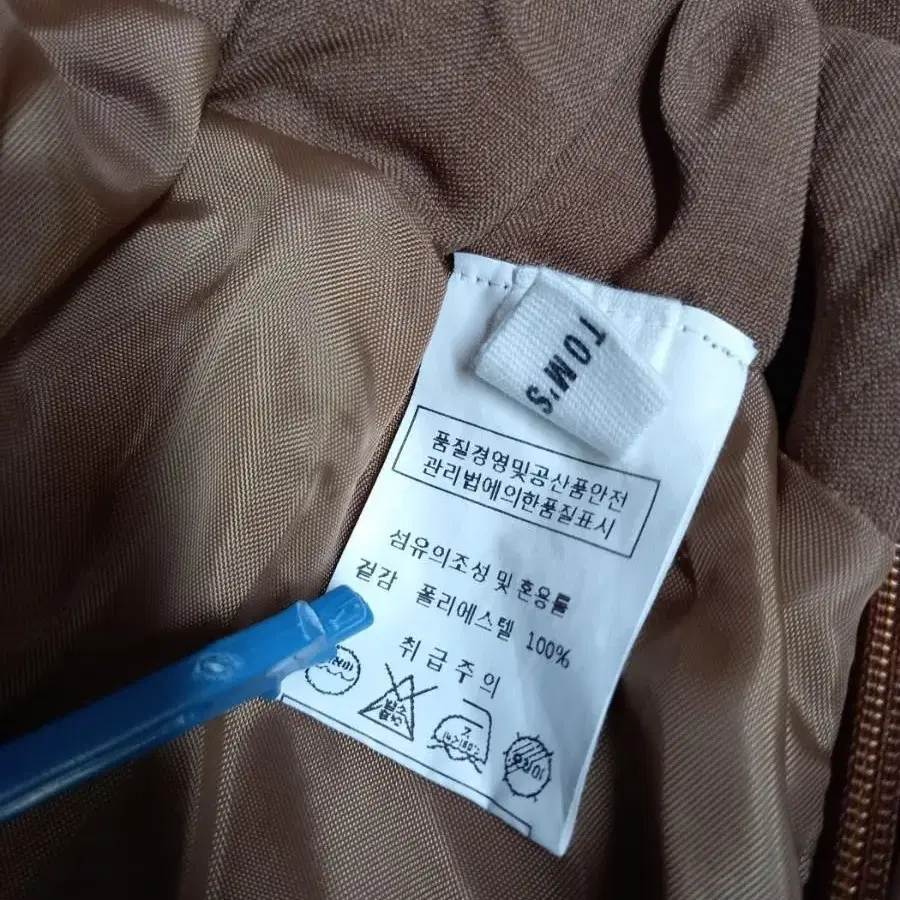 TOM'S
품질경영및공산품안전
관리법에의한품질표시
섬유의조성 및 혼용률
겉감 폴리에스텔 100%
취급주의